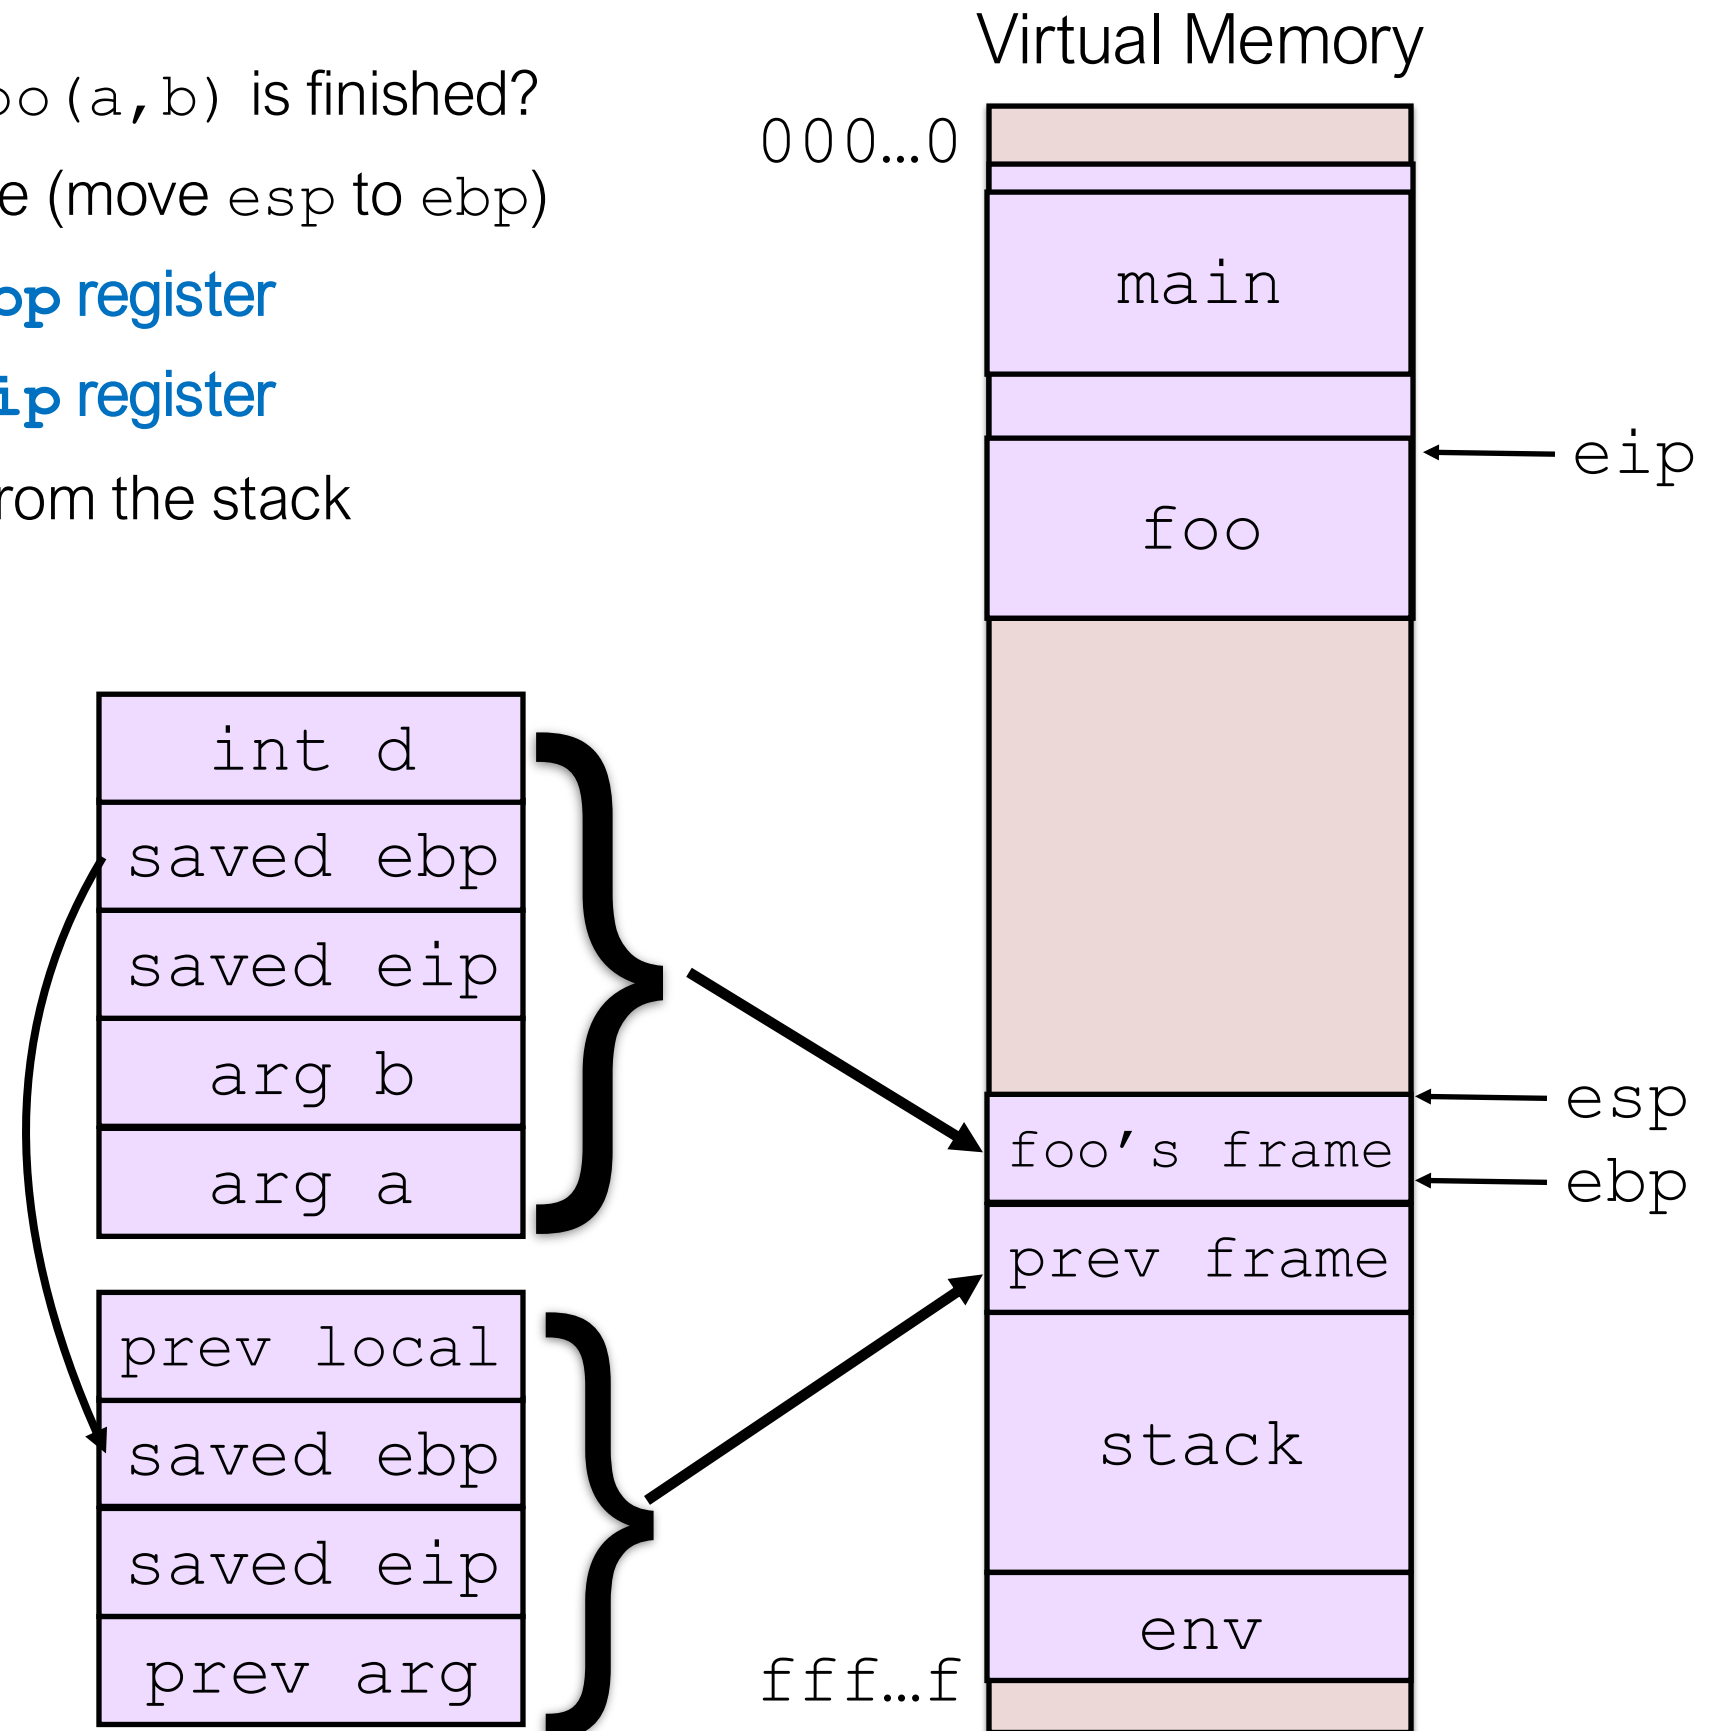 Virtual Memory
oo(a,b) is finished?
e (move esp to ebp)
bp register
ip register
rom the stack
000…0
main
eip
foo
int d
saved ebp
saved eip
arg b
arg a
esp
foo's frame
ebp
prev frame
prev local
saved ebp
saved eip
prev arg
stack
env
fff…f